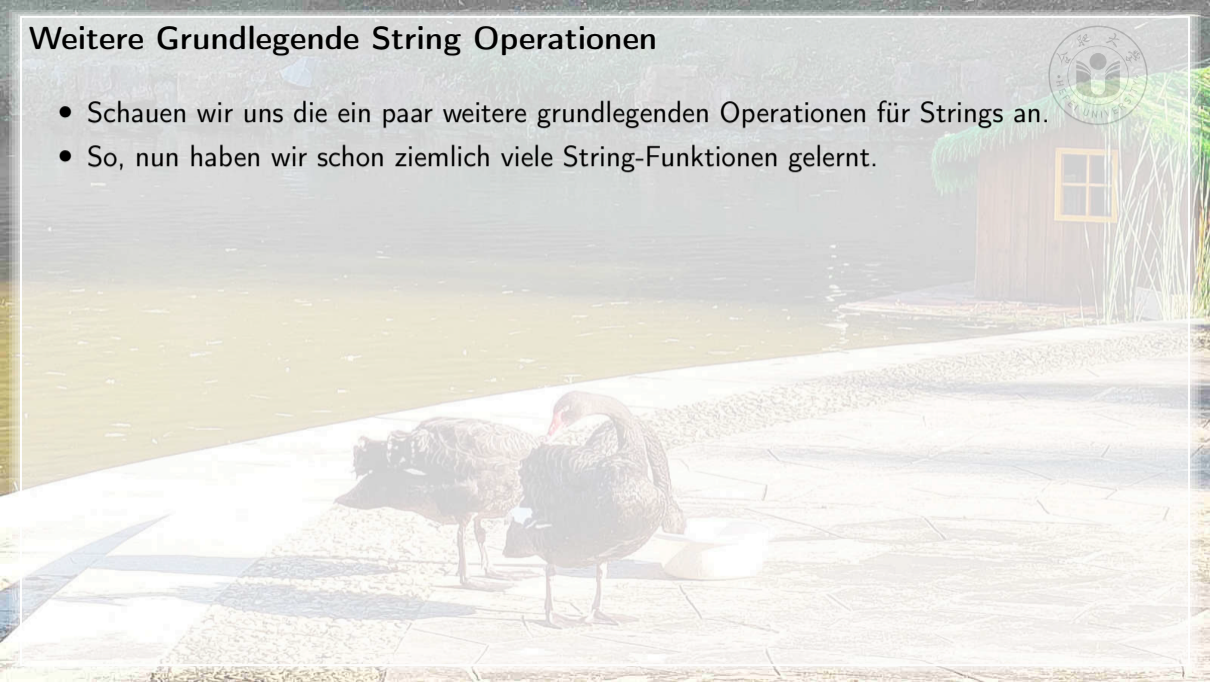 Weitere Grundlegende String Operationen
• Schauen wir uns die ein paar weitere grundlegenden Operationen für Strings an.
• So, nun haben wir schon ziemlich viele String-Funktionen gelernt.